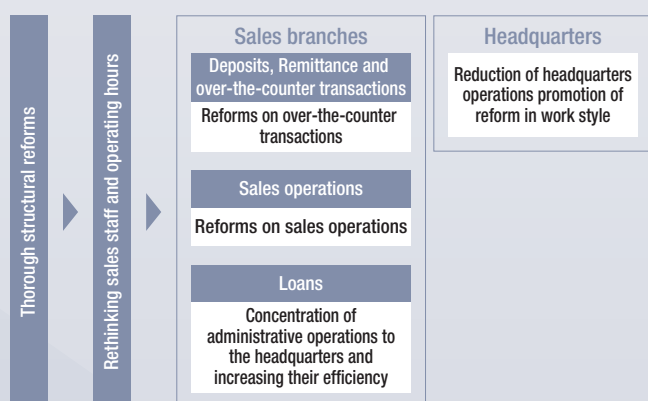 Thorough structural reforms
Rethinking sales staff and operating hours
Sales branches
Deposits, Remittance and
over-the-counter transactions
Reforms on over-the-counter
transactions
Sales operations
Reforms on sales operations
Loans
Concentration of
administrative operations to
the headquarters and
increasing their efficiency
Headquarters
Reduction of headquarters
operations promotion of
reform in work style